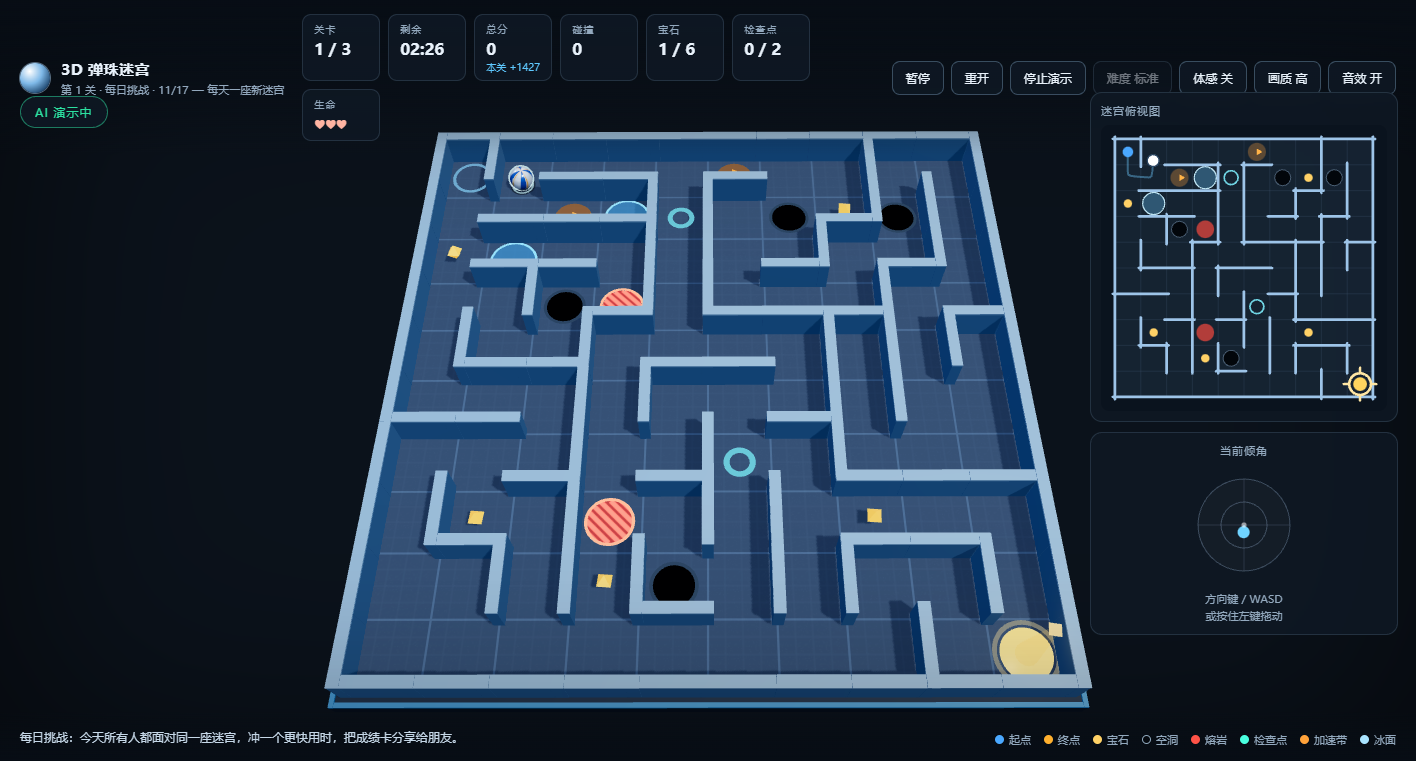 关卡
1 / 3
剩余
02:26
总分
0
本关 +1427
碰撞
0
宝石
1 / 6
检查点
0 / 2
3D 弹珠迷宫
第 1 关 · 每日挑战 · 11/17 — 每天一座新迷宫
AI 演示中
生命
暂停
重开
停止演示
难度 标准
体感 关
画质 高
音效 开
迷宫俯视图
当前倾角
方向键 / WASD
或按住左键拖动
每日挑战：今天所有人都面对同一座迷宫，冲一个更快用时，把成绩卡分享给朋友。
起点
终点
宝石
空洞
熔岩
检查点
加速带
冰面